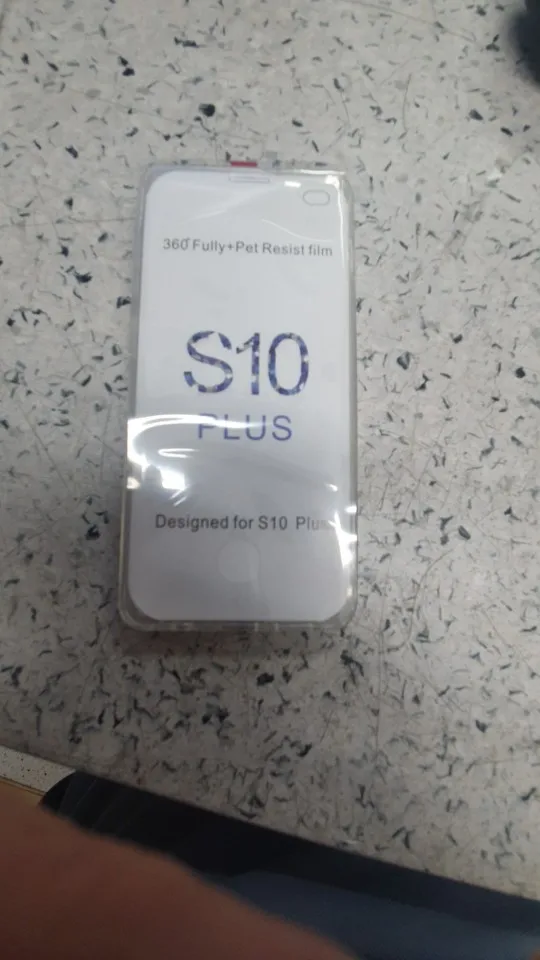 360° Fully+Pet Resist film
S10
PLUS
Designed for S10 Plus